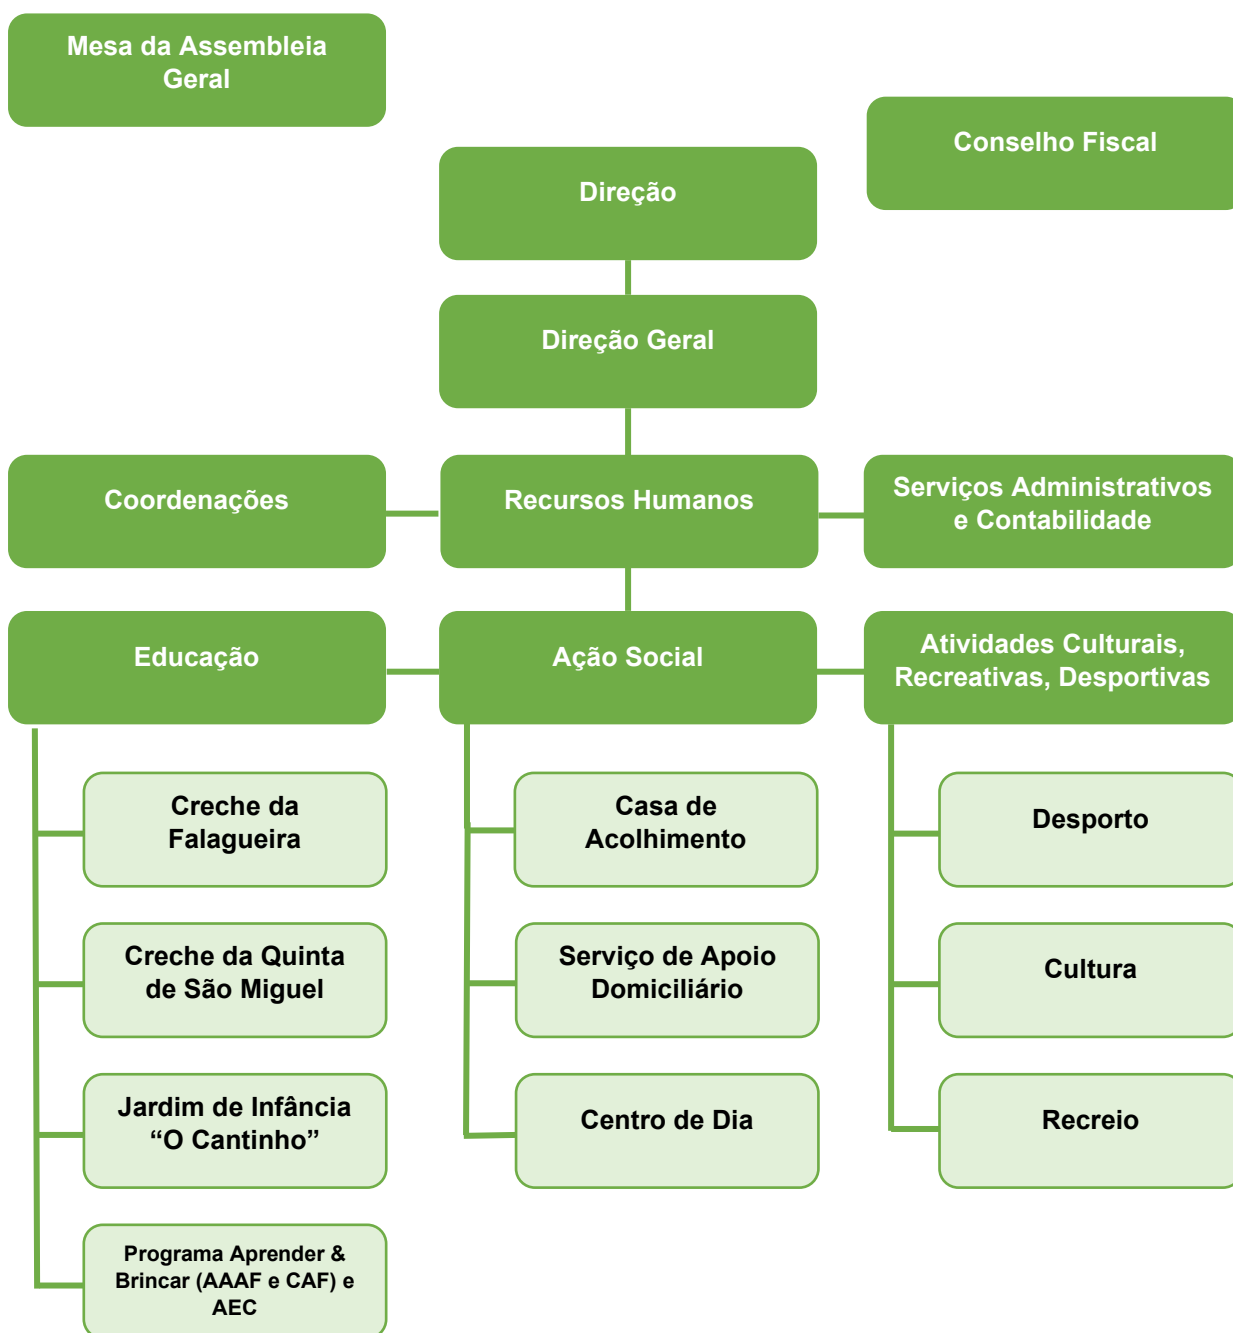 Mesa da Assembleia
Geral
Conselho Fiscal
Direção
Direção Geral
Coordenações
Recursos Humanos
Serviços Administrativos
e Contabilidade
Educação
Ação Social
Atividades Culturais,
Recreativas, Desportivas
Creche da
Falagueira
Casa de
Acolhimento
Desporto
Creche da Quinta
de São Miguel
Serviço de Apoio
Domiciliário
Cultura
Jardim de Infância
“O Cantinho”
Centro de Dia
Recreio
Programa Aprender &
Brincar (AAAF e CAF) e
AEC